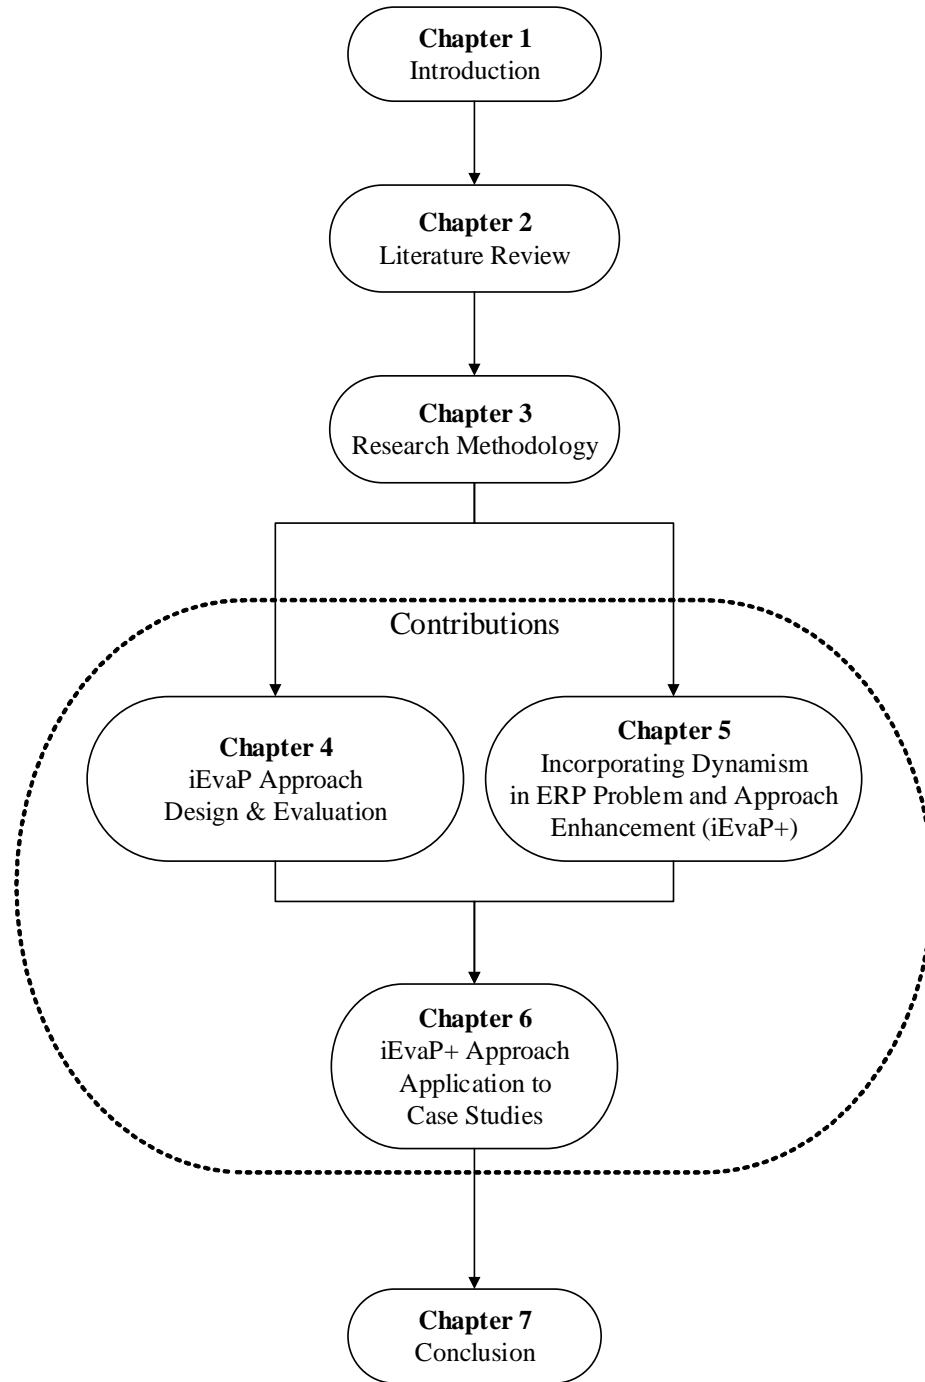 Chapter 1
Introduction
Chapter 2
Literature Review
Chapter 3
Research Methodology
Contributions
Chapter 4
iEvaP Approach
Design & Evaluation
Chapter 5
Incorporating Dynamism
in ERP Problem and Approach
Enhancement (iEvaP+)
Chapter 6
iEvaP+ Approach
Application to
Case Studies
Chapter 7
Conclusion